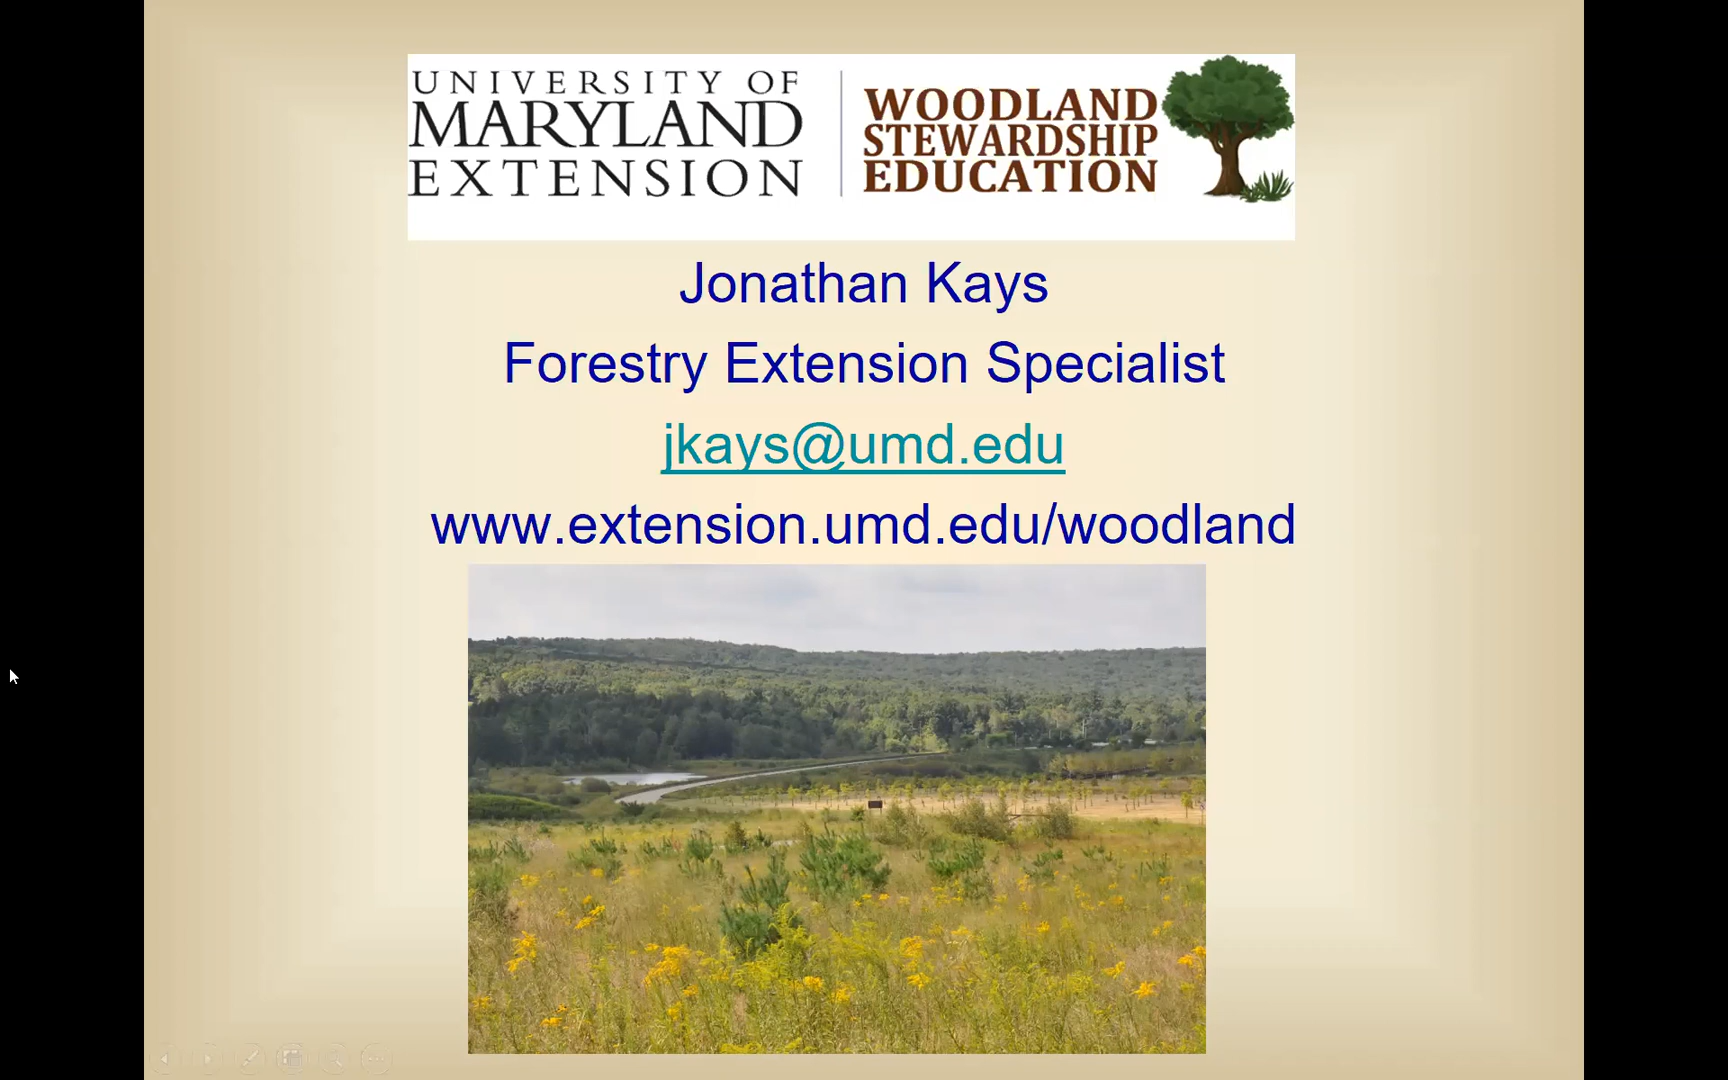 UNIVERSITY OF
MARYLAND
EXTENSION
WOODLAND
STEWARDSHIP
EDUCATION
Jonathan Kays
Forestry Extension Specialist
jkays@umd.edu
www.extension.umd.edu/woodland